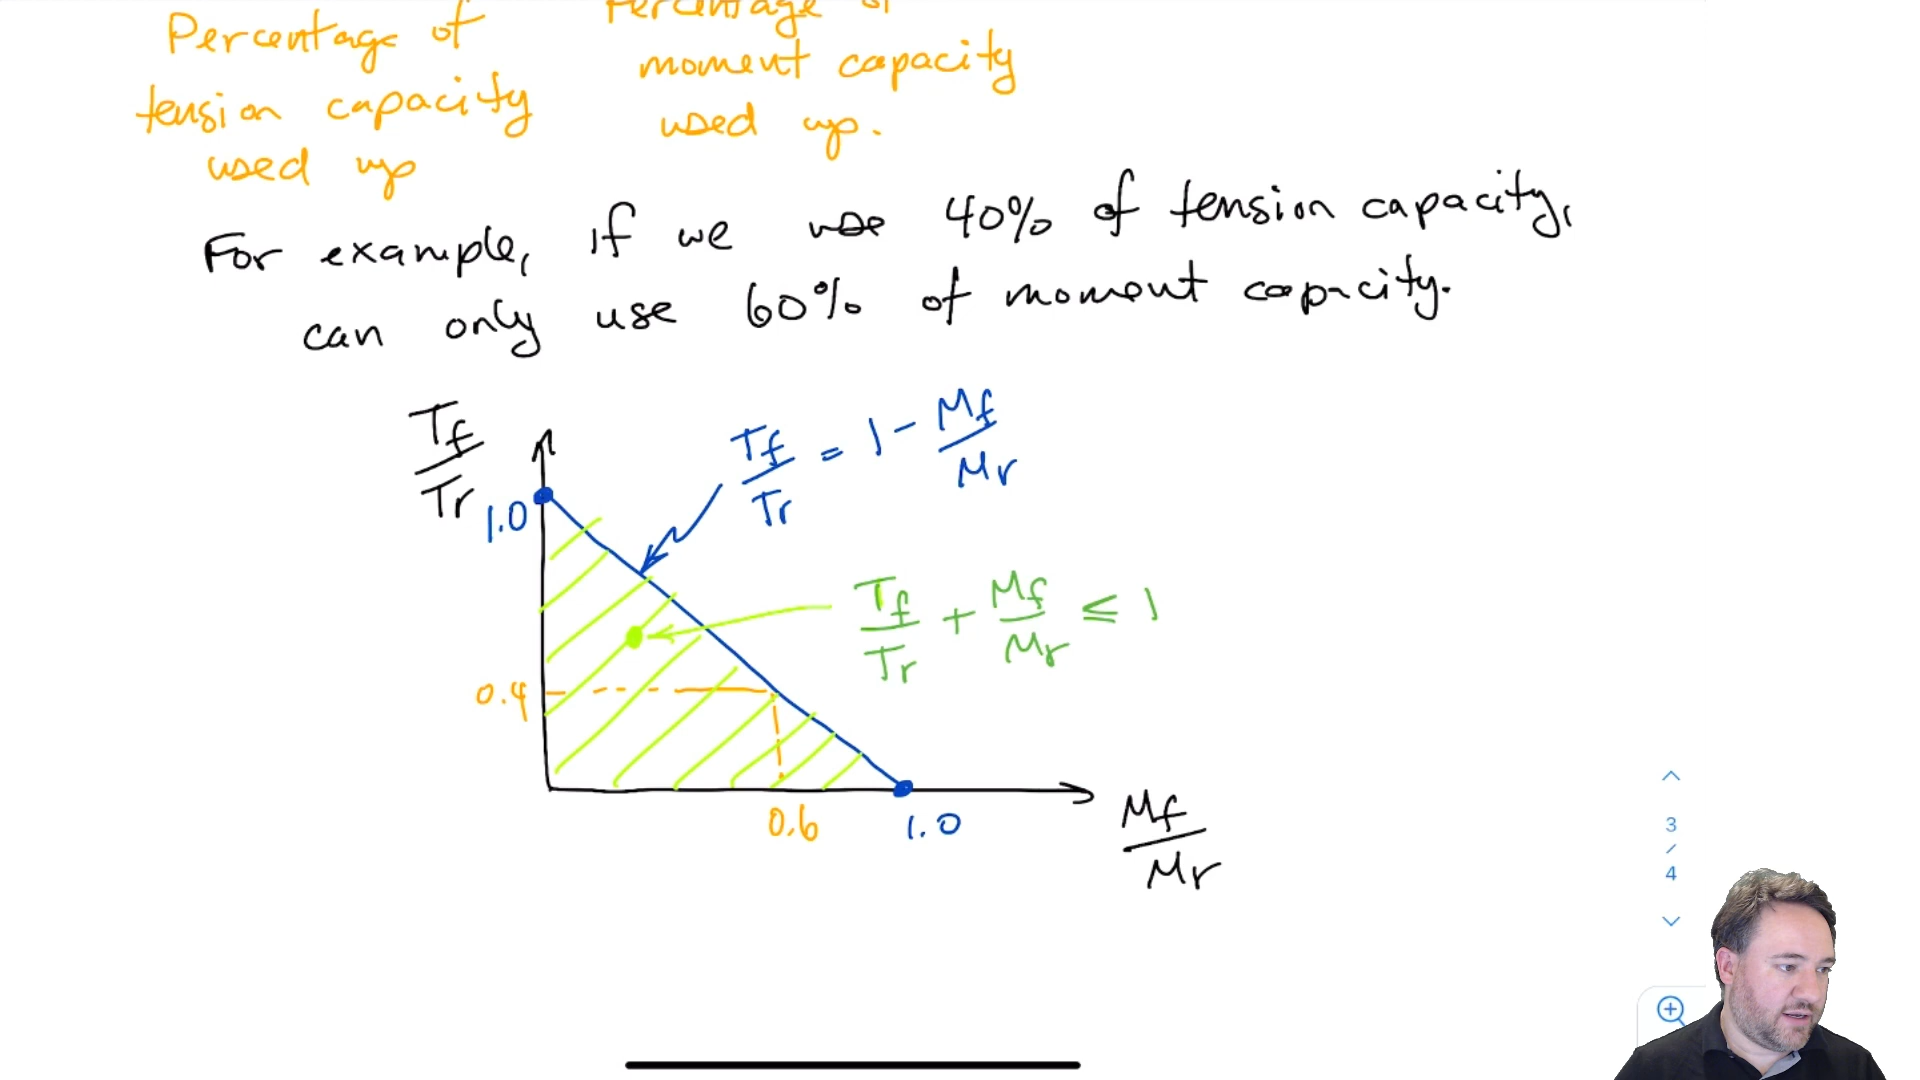 Percentage of
tension capacity
used up
Percentage of
moment capacity
used up.
For example, if we use 40% of tension capacity,
can only use 60% of moment capacity.
Tf/Tr
1.0
Tf/Tr = 1 - Mf/Mr
Tf/Tr + Mf/Mr ≤ 1
0.4
0.6
1.0
Mf/Mr
3
/
4